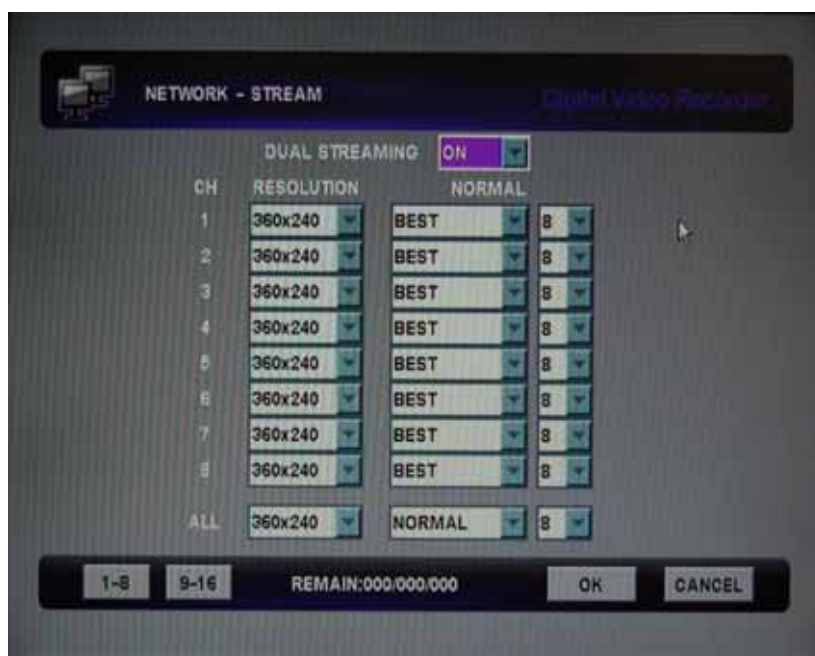 NETWORK - STREAM
Digital Video Recorder
DUAL STREAMING ON
CH RESOLUTION NORMAL
1 360x240 BEST 8
2 360x240 BEST 8
3 360x240 BEST 8
4 360x240 BEST 8
5 360x240 BEST 8
6 360x240 BEST 8
7 360x240 BEST 8
8 360x240 BEST 8
ALL 360x240 NORMAL 8
1-8 9-16 REMAIN:000/000/000 OK CANCEL